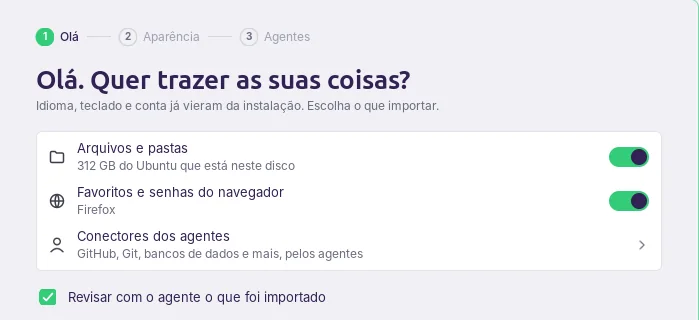 1 Olá 2 Aparência 3 Agentes
Olá. Quer trazer as suas coisas?
Idioma, teclado e conta já vieram da instalação. Escolha o que importar.
Arquivos e pastas
312 GB do Ubuntu que está neste disco
Favoritos e senhas do navegador
Firefox
Conectores dos agentes
GitHub, Git, bancos de dados e mais, pelos agentes
Revisar com o agente o que foi importado